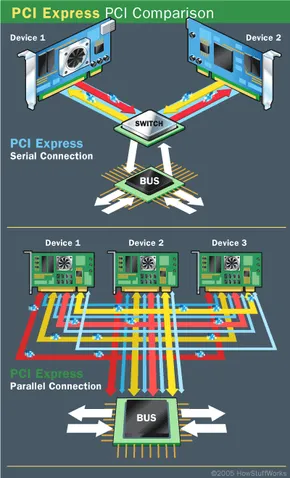 PCI Express PCI Comparison
Device 1
Device 2
SWITCH
PCI Express
Serial Connection
BUS
Device 1
Device 2
Device 3
PCI Express
Parallel Connection
BUS
©2005 HowStuffWorks